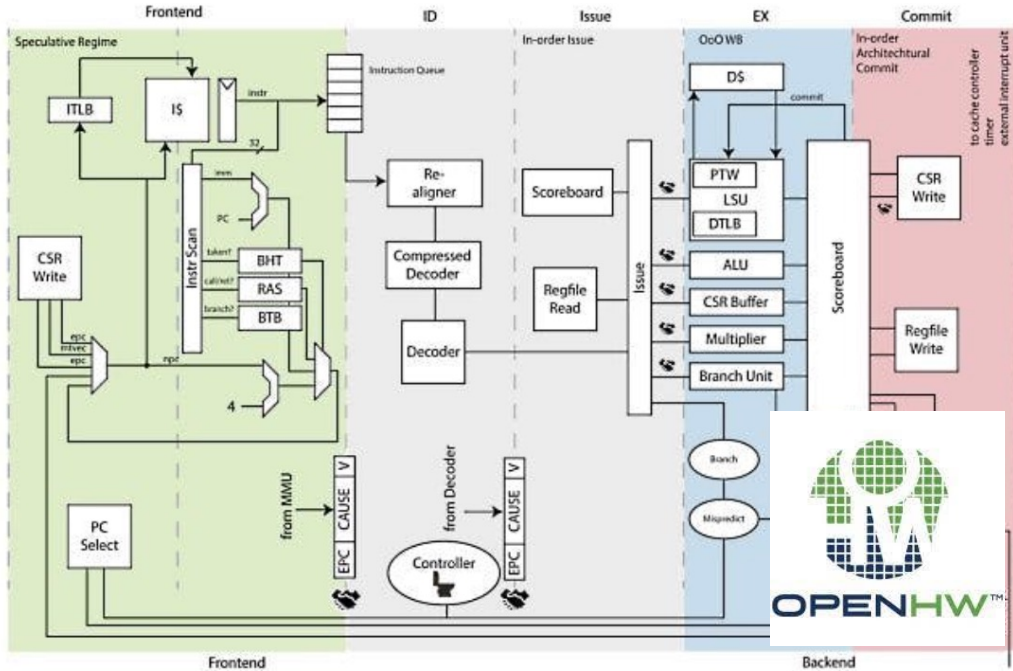 Frontend
ID
Issue
EX
Commit
Speculative Regime
In-order Issue
OoO WB
In-order
Architechtural
Commit
to cache controller
timer
external interrupt unit
ITLB
I$
instr
32
Instruction Queue
D$
commit
imm
PC
Instr Scan
taken?
BHT
call/ret?
RAS
branch?
BTB
CSR
Write
epc
mtvec
epc
npc
4
Re-
aligner
Compressed
Decoder
Decoder
Scoreboard
Regfile
Read
Issue
PTW
LSU
DTLB
ALU
CSR Buffer
Multiplier
Branch Unit
Scoreboard
CSR
Write
Regfile
Write
Branch
Mispredict
PC
Select
from MMU
EPC
CAUSE
V
Controller
from Decoder
EPC
CAUSE
V
OPENHW™
Frontend
Backend